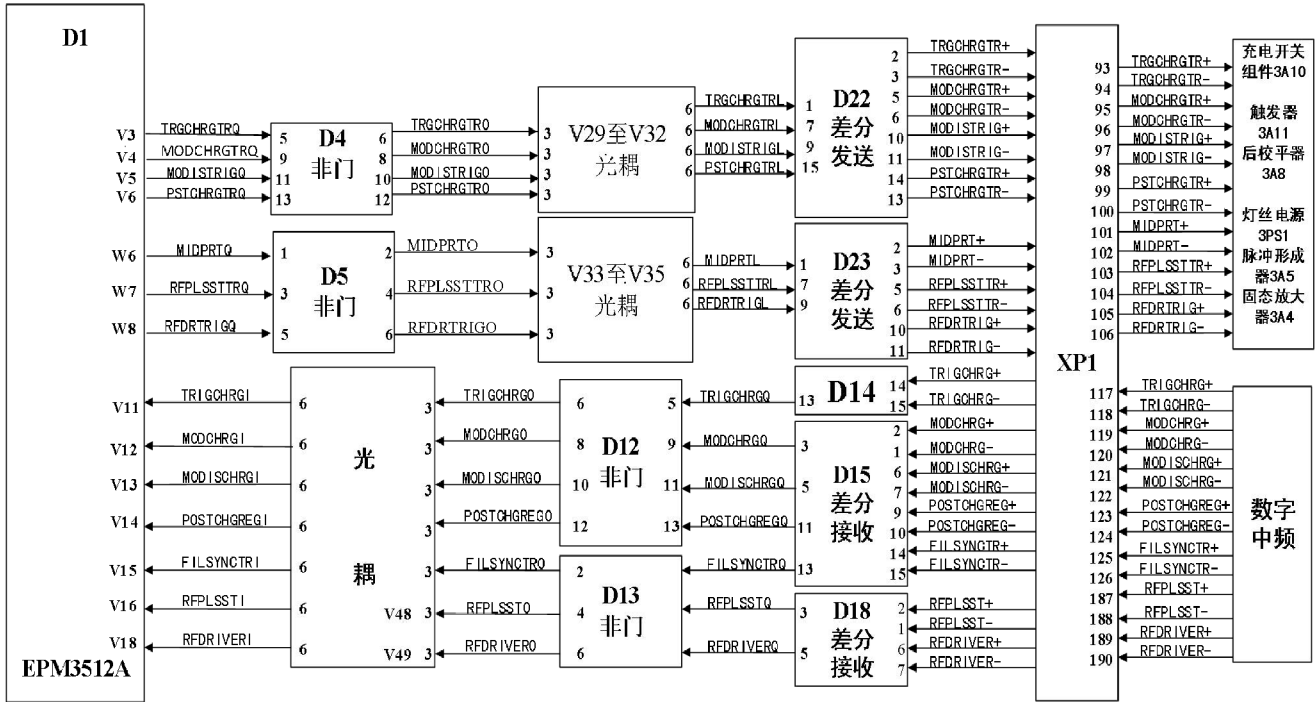 D1
EPM3512A
V3
V4
V5
V6
W6
W7
W8
V11
V12
V13
V14
V15
V16
V18
TRGCHRGTRQ
MODCHRGTRQ
MODISTRIGQ
PSTCHGRTRQ
MIDPRTQ
RFPLSSTTRQ
RFDRTRIGQ
TRIGCHRGI
MODCHRGI
MODISCHRGI
POSTCHGREGI
FILSYNCTRI
RFPLSSTI
RFDRIVERI
5 D4 6
9 非门 8
11 10
13 12
TRGCHRGTRO
MODCHRGTRO
MODISTRIGO
PSTCHGRTRO
1 D5 2
3 非门 4
5 6
MIDPRTO
RFPLSSTTRO
RFDRTRIGO
V29至V32
光耦
3 6
3 6
3 6
3 6
TRGCHRGTRL
MODCHRGTRL
MODISTRIGL
PSTCHGRTRL
V33至V35
光耦
3 6
3 6
3 6
MIDPRTL
RFPLSSTTRL
RFDRTRIGL
D22
差分
发送
1
7
9
15
2
3
5
6
10
11
14
13
TRGCHRGTR+
TRGCHRGTR-
MODCHRGTR+
MODCHRGTR-
MODISTRIG+
MODISTRIG-
PSTCHGRTR+
PSTCHGRTR-
D23
差分
发送
1
7
9
2
3
5
6
10
11
MIDPRT+
MIDPRT-
RFPLSSTTR+
RFPLSSTTR-
RFDRTRIG+
RFDRTRIG-
光
耦
6 3
6 3
6 3
6 3
6 3
6 V48 3
6 V49 3
TRIGCHRGO
MODCHRGO
MODISCHRGO
POSTCHGREGO
FILSYNCTRO
RFPLSSTO
RFDRIVERO
D12
非门
6 5
8 9
10 11
12 13
D13
非门
2
4
6
TRIGCHRGQ
MODCHRGQ
MODISCHRGQ
POSTCHGREGQ
FILSYNCTRQ
RFPLSSTQ
RFDRIVERQ
D14
13
14
15
D15
差分
接收
3
5
11
13
2
1
6
7
9
10
14
15
D18
差分
接收
3
5
2
1
6
7
TRIGCHRG+
TRIGCHRG-
MODCHRG+
MODCHRG-
MODISCHRG+
MODISCHRG-
POSTCHGREG+
POSTCHGREG-
FILSYNCTR+
FILSYNCTR-
RFPLSST+
RFPLSST-
RFDRIVER+
RFDRIVER-
XP1
93 TRGCHRGTR+
94 TRGCHRGTR-
95 MODCHRGTR+
96 MODCHRGTR-
97 MODISTRIG+
98 MODISTRIG-
99 PSTCHGRTR+
100 PSTCHGRTR-
101 MIDPRT+
102 MIDPRT-
103 RFPLSSTTR+
104 RFPLSSTTR-
105 RFDRTRIG+
106 RFDRTRIG-
117 TRIGCHRG+
118 TRIGCHRG-
119 MODCHRG+
120 MODCHRG-
121 MODISCHRG+
122 MODISCHRG-
123 POSTCHGREG+
124 POSTCHGREG-
125 FILSYNCTR+
126 FILSYNCTR-
187 RFPLSST+
188 RFPLSST-
189 RFDRIVER+
190 RFDRIVER-
充电开关
组件3A10
触发器
3A11
后校平器
3A8
灯丝电源
3PS1
脉冲形成
器3A5
固态放大
器3A4
数字
中频